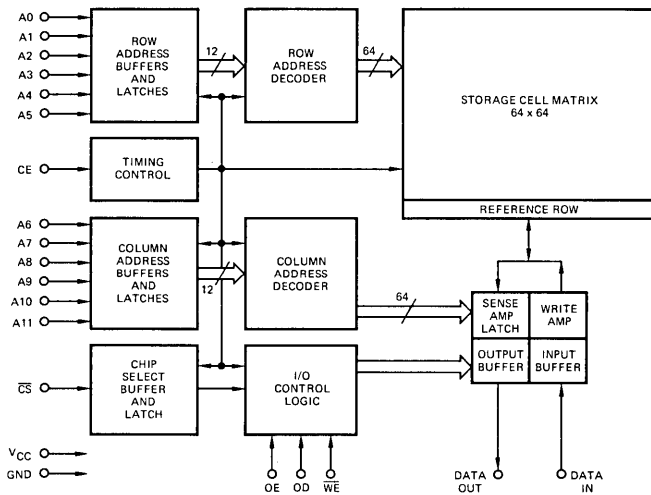 A0
A1
A2
A3
A4
A5
ROW
ADDRESS
BUFFERS
AND
LATCHES
12
ROW
ADDRESS
DECODER
64
STORAGE CELL MATRIX
64 x 64
REFERENCE ROW
CE
TIMING
CONTROL
A6
A7
A8
A9
A10
A11
COLUMN
ADDRESS
BUFFERS
AND
LATCHES
12
COLUMN
ADDRESS
DECODER
64
SENSE
AMP
LATCH
WRITE
AMP
OUTPUT
BUFFER
INPUT
BUFFER
C̅S̅
CHIP
SELECT
BUFFER
AND
LATCH
I/O
CONTROL
LOGIC
VCC
GND
OE
OD
W̅E̅
DATA
OUT
DATA
IN